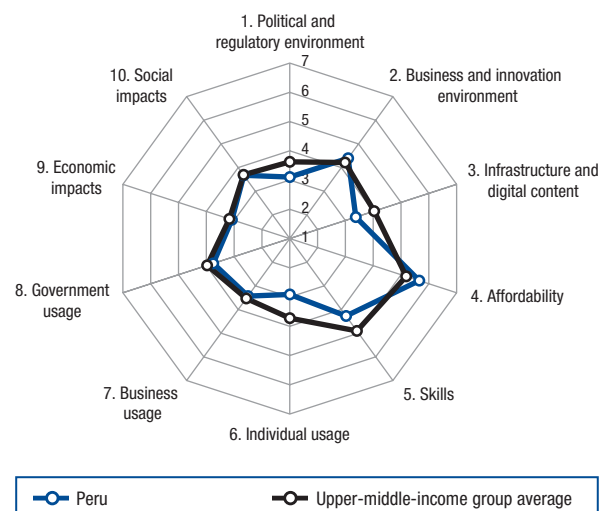 1. Political and
regulatory environment
10. Social
impacts
2. Business and innovation
environment
9. Economic
impacts
3. Infrastructure and
digital content
8. Government
usage
4. Affordability
7. Business
usage
5. Skills
6. Individual usage
7
6
5
4
3
2
1
Peru
Upper-middle-income group average